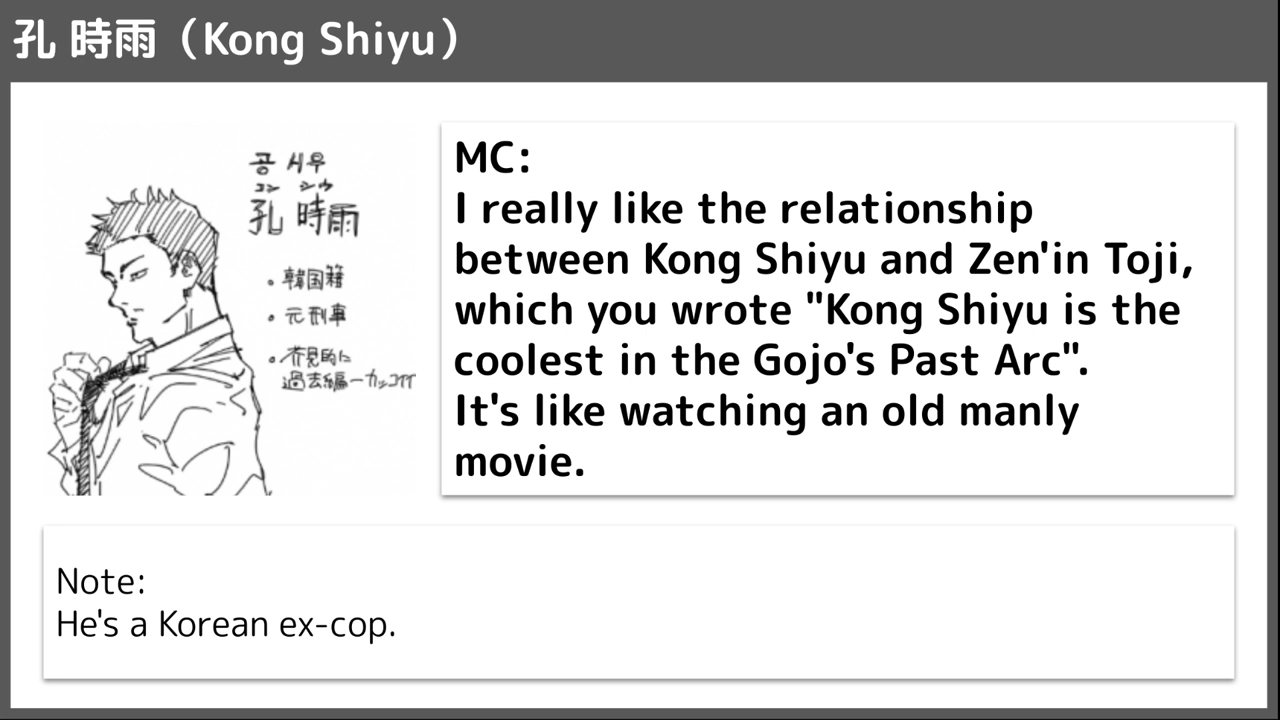 孔 時雨（Kong Shiyu）
공 시우
コン シウ
孔 時雨
・韓国籍
・元刑事
・芥見的に
過去編一カッコイイ
MC:
I really like the relationship
between Kong Shiyu and Zen'in Toji,
which you wrote "Kong Shiyu is the
coolest in the Gojo's Past Arc".
It's like watching an old manly
movie.
Note:
He's a Korean ex-cop.